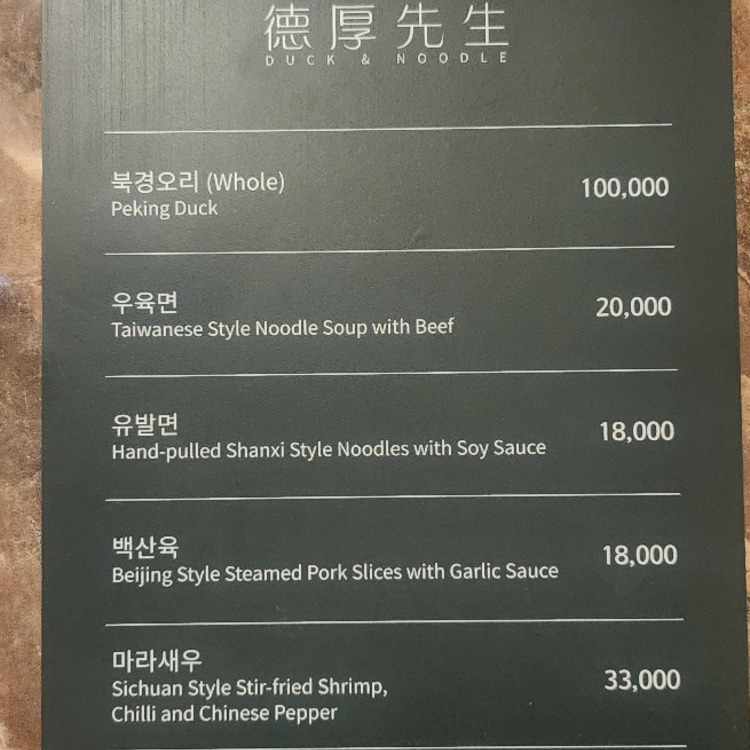 德厚先生
DUCK & NOODLE
북경오리 (Whole) 100,000
Peking Duck
우육면 20,000
Taiwanese Style Noodle Soup with Beef
유발면 18,000
Hand-pulled Shanxi Style Noodles with Soy Sauce
백산육 18,000
Beijing Style Steamed Pork Slices with Garlic Sauce
마라새우 33,000
Sichuan Style Stir-fried Shrimp,
Chilli and Chinese Pepper